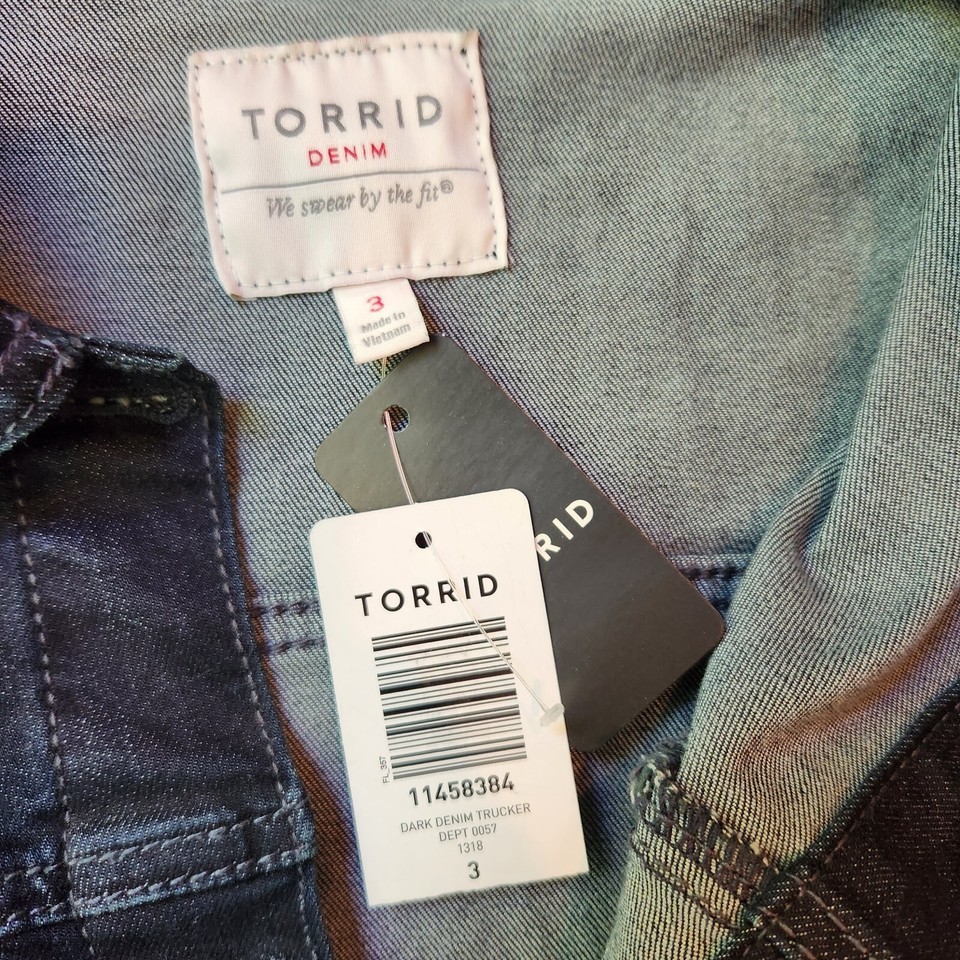 TORRID
DENIM
We swear by the fit®
3
Made in
Vietnam
RID
TORRID
FL_357
11458384
DARK DENIM TRUCKER
DEPT 0057
1318
3